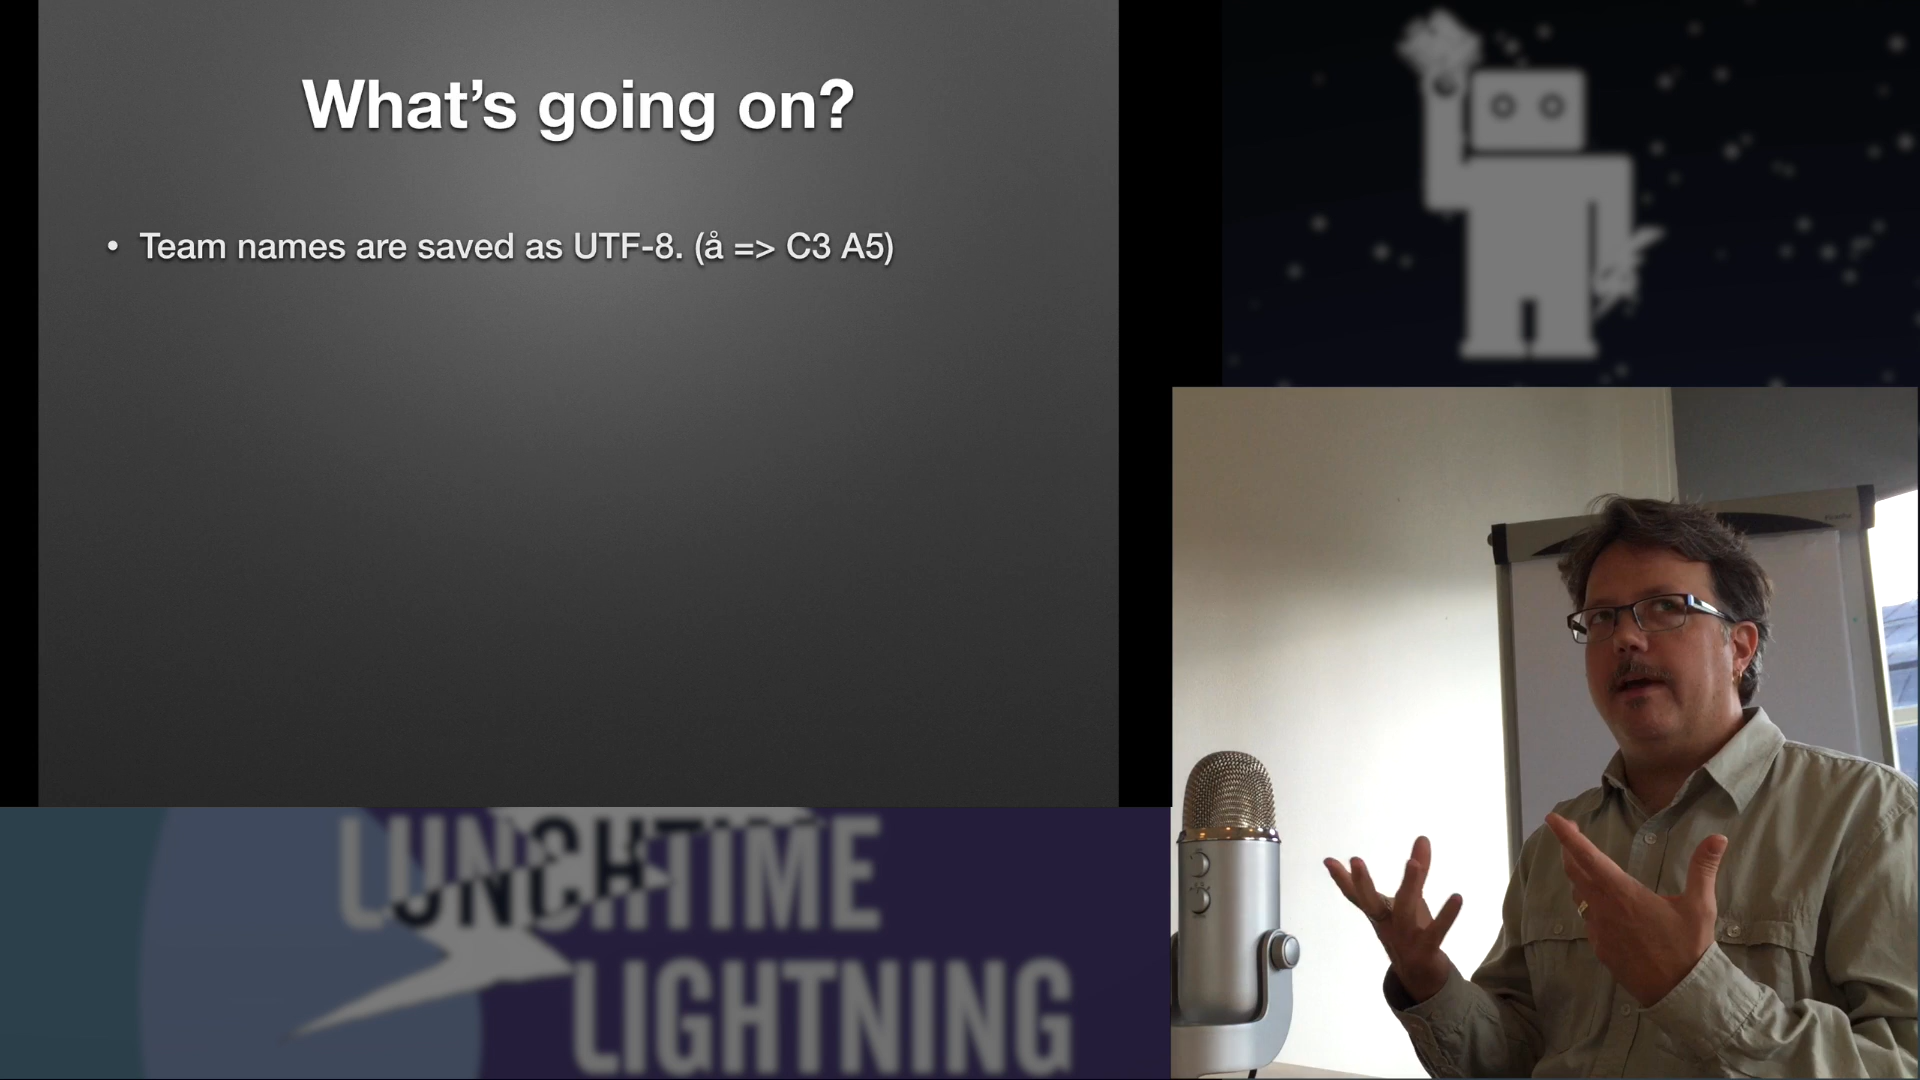 What’s going on?
• Team names are saved as UTF-8. (å => C3 A5)
LUNCHTIME
LIGHTNING